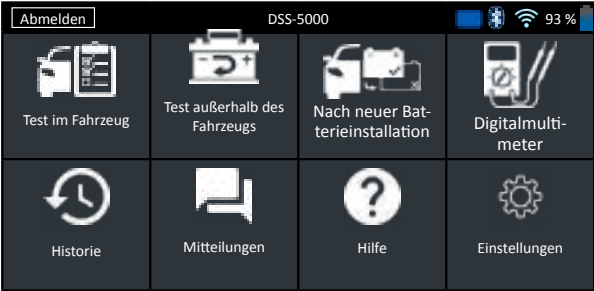 Abmelden DSS-5000 93 %
Test im Fahrzeug
Test außerhalb des
Fahrzeugs
Nach neuer Bat-
terieinstallation
Digitalmulti-
meter
Historie
Mitteilungen
Hilfe
Einstellungen